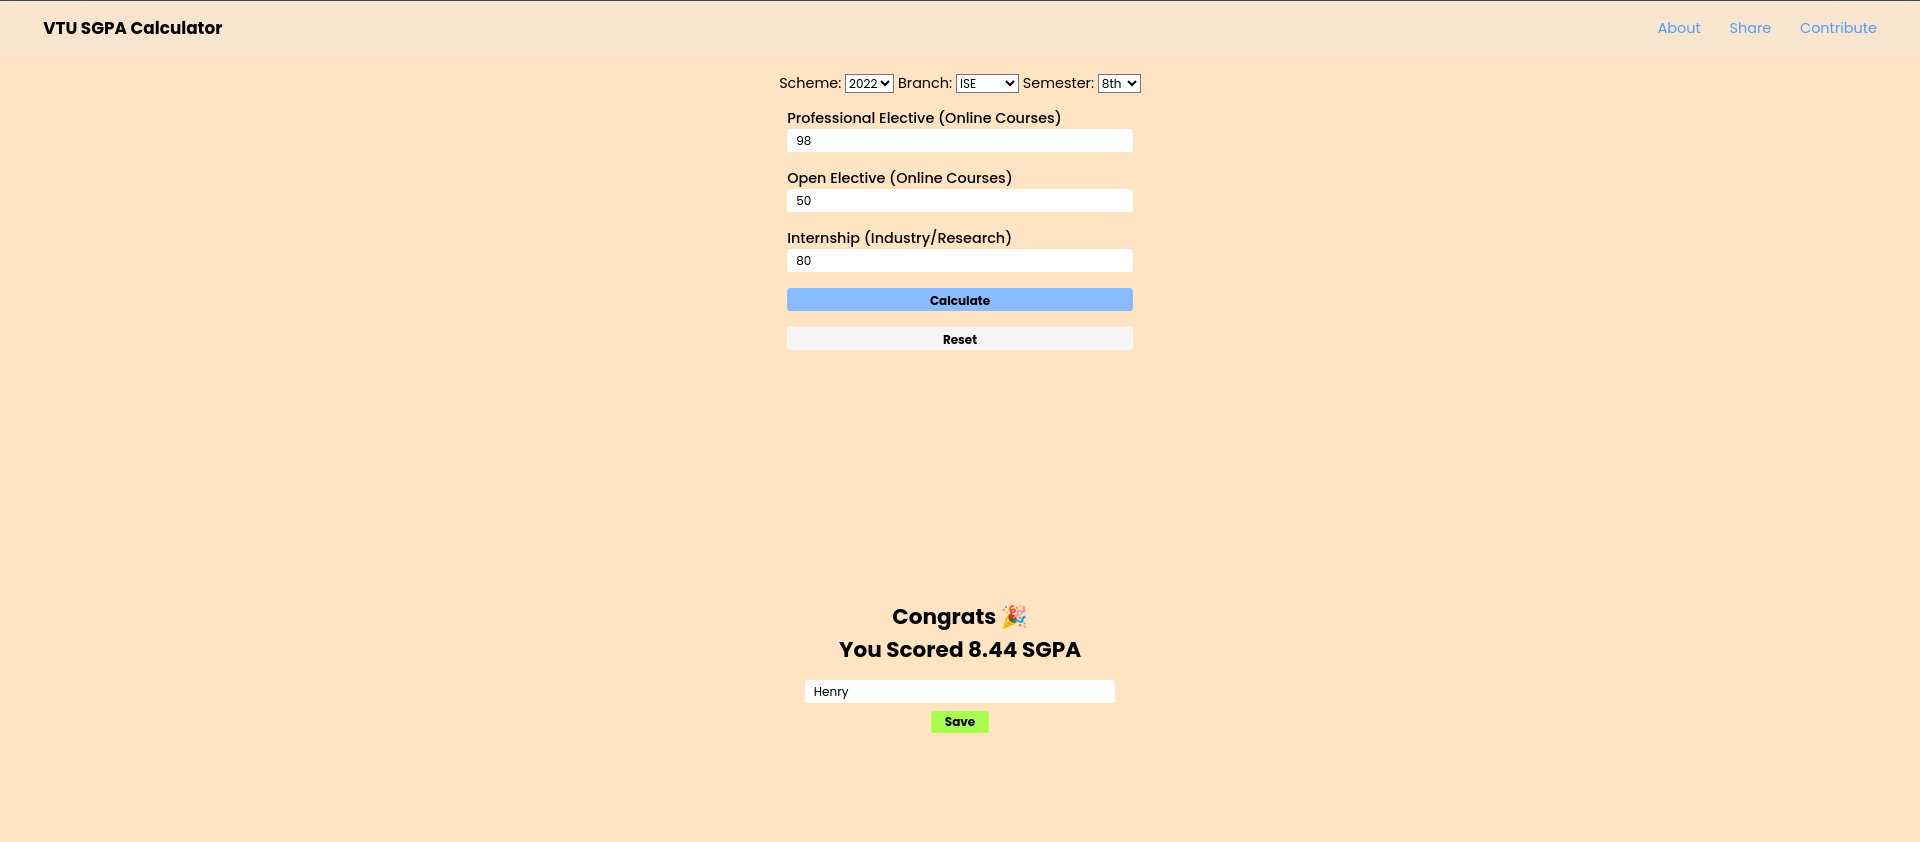 VTU SGPA Calculator
About Share Contribute
Scheme: 2022 Branch: ISE Semester: 8th
Professional Elective (Online Courses)
98
Open Elective (Online Courses)
50
Internship (Industry/Research)
80
Calculate
Reset
Congrats 🎉
You Scored 8.44 SGPA
Henry
Save